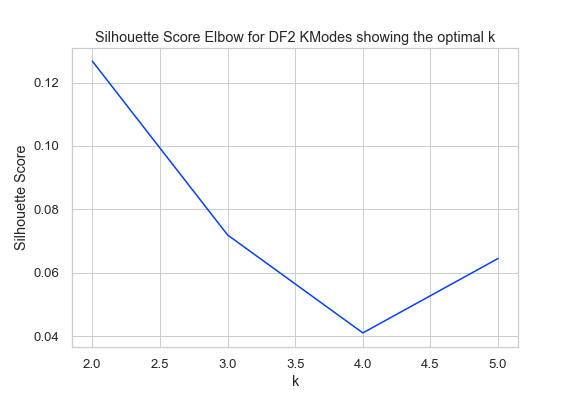 Silhouette Score Elbow for DF2 KModes showing the optimal k
Silhouette Score
0.12
0.10
0.08
0.06
0.04
2.0 2.5 3.0 3.5 4.0 4.5 5.0
k